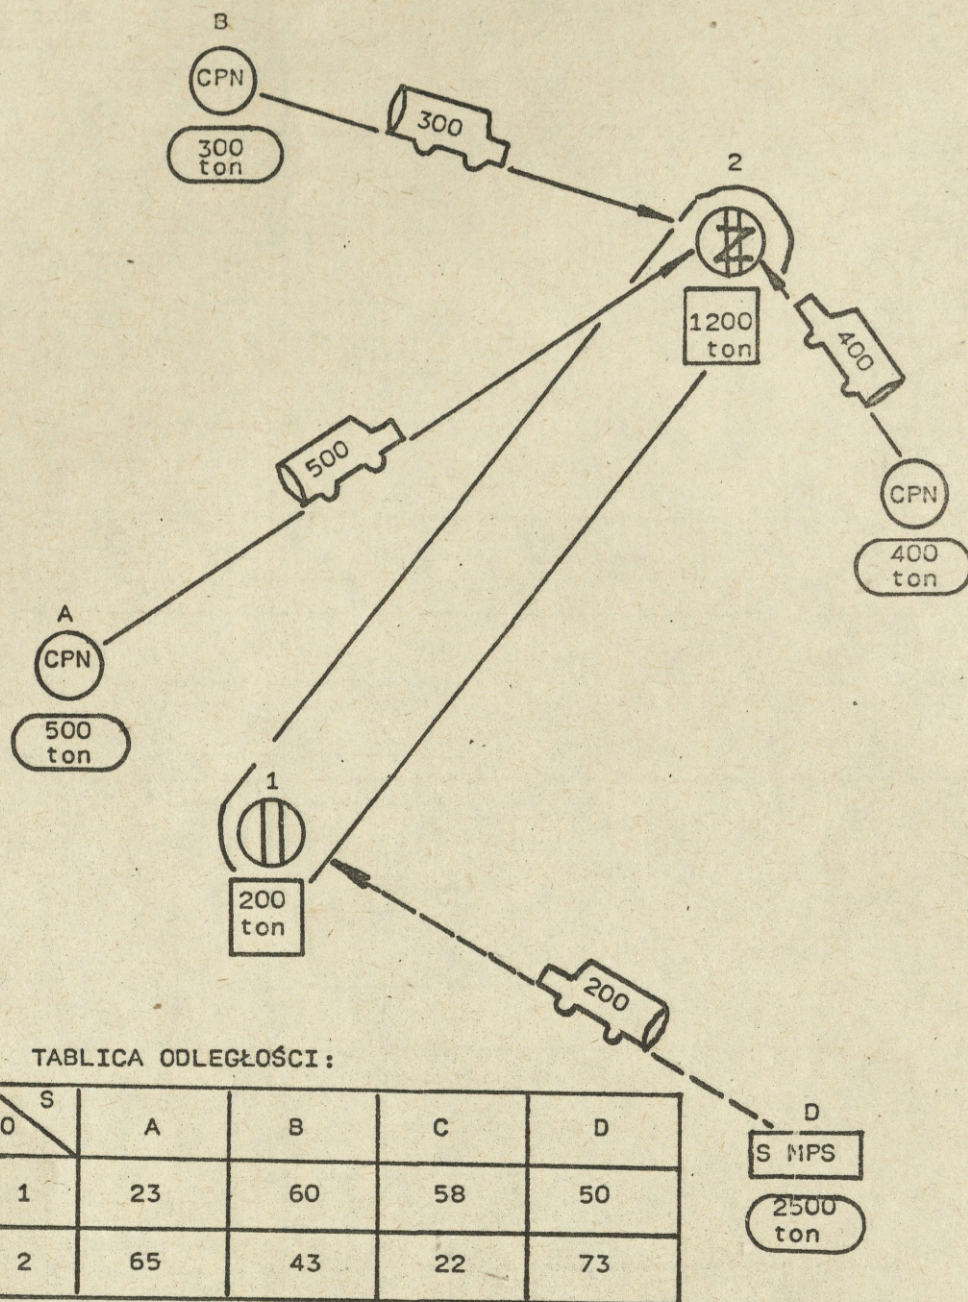 B
CPN
300
ton
300
2
1200
ton
400
CPN
400
ton
500
A
CPN
500
ton
1
200
ton
200
TABLICA ODLEGŁOŚCI:
S
O A B C D
1 23 60 58 50
2 65 43 22 73
D
S MPS
2500
ton